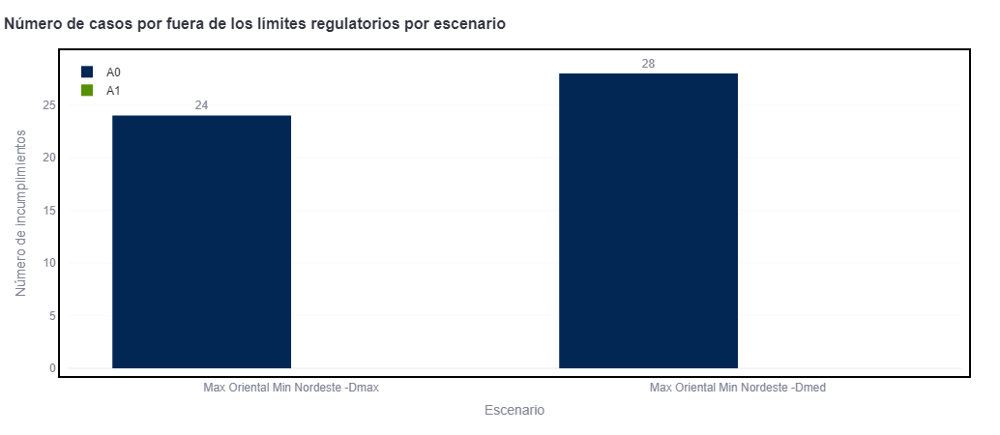 Número de casos por fuera de los límites regulatorios por escenario
A0
A1
24
28
25
20
15
10
5
0
Número de incumplimientos
Max Oriental Min Nordeste -Dmax
Max Oriental Min Nordeste -Dmed
Escenario